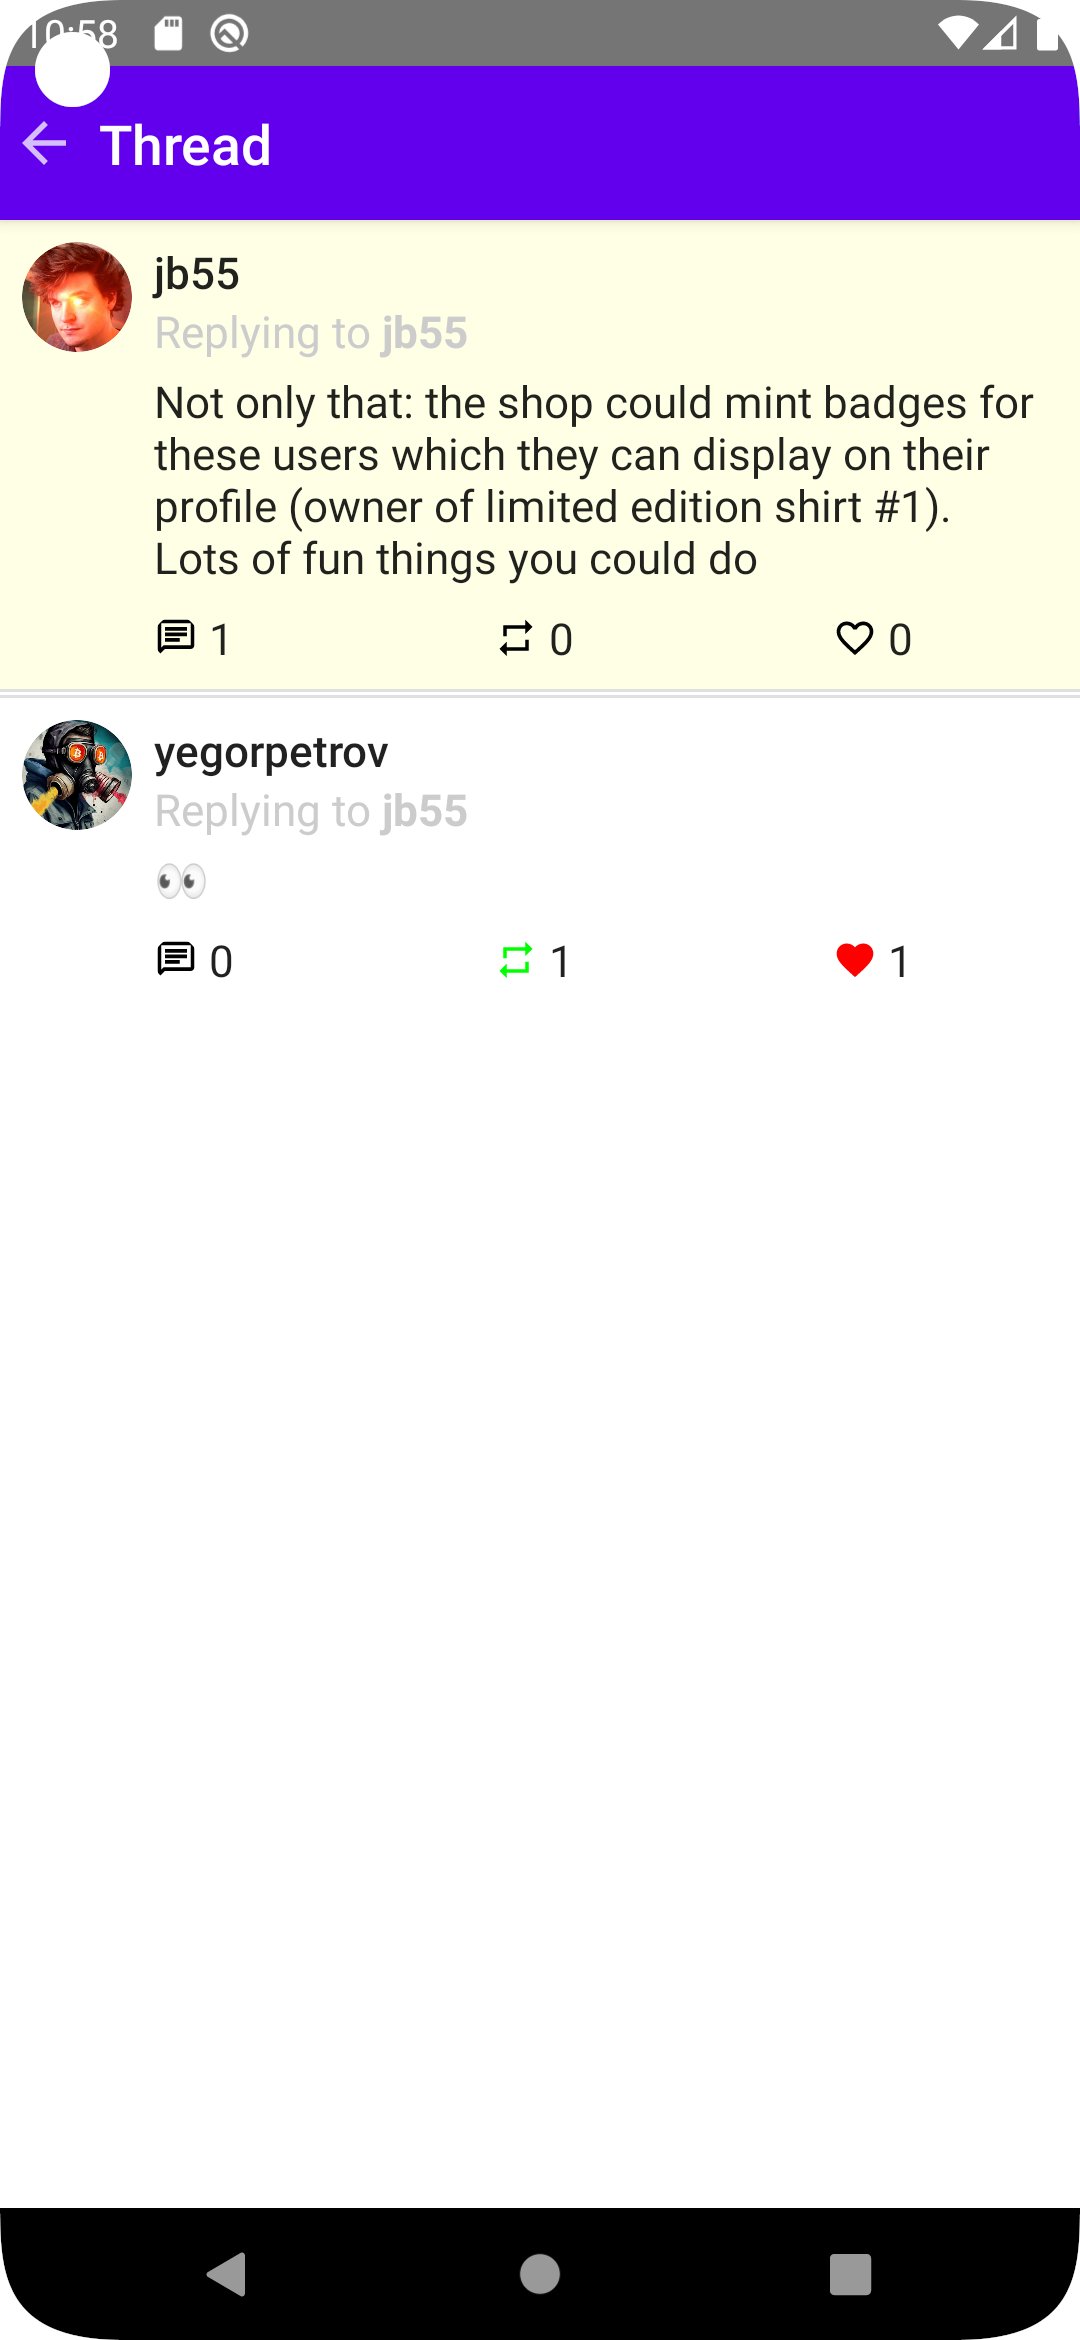 10:58
Thread
jb55
Replying to jb55
Not only that: the shop could mint badges for
these users which they can display on their
profile (owner of limited edition shirt #1).
Lots of fun things you could do
1 0 0
yegorpetrov
Replying to jb55
👀
0 1 1